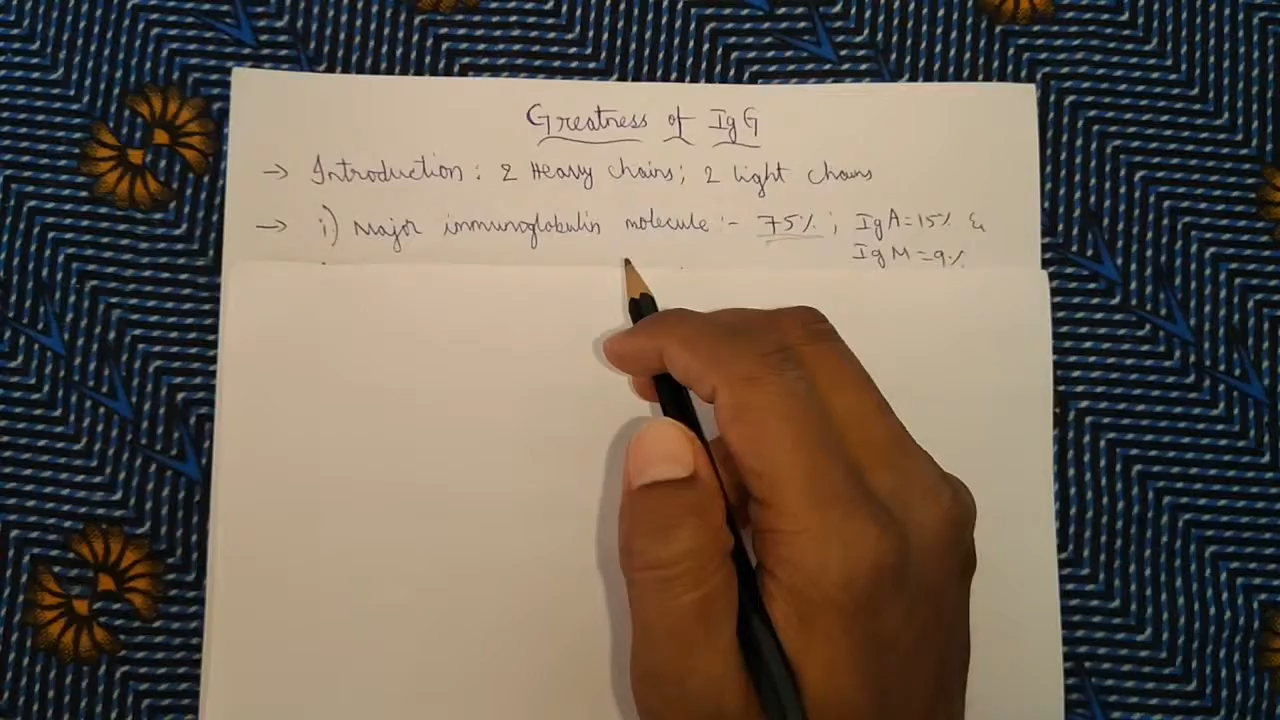 Greatness of IgG
→ Introduction : 2 Heavy chains; 2 Light chains
→ i) Major immunoglobulin molecule :- 75% ; IgA = 15% &
IgM = 9%